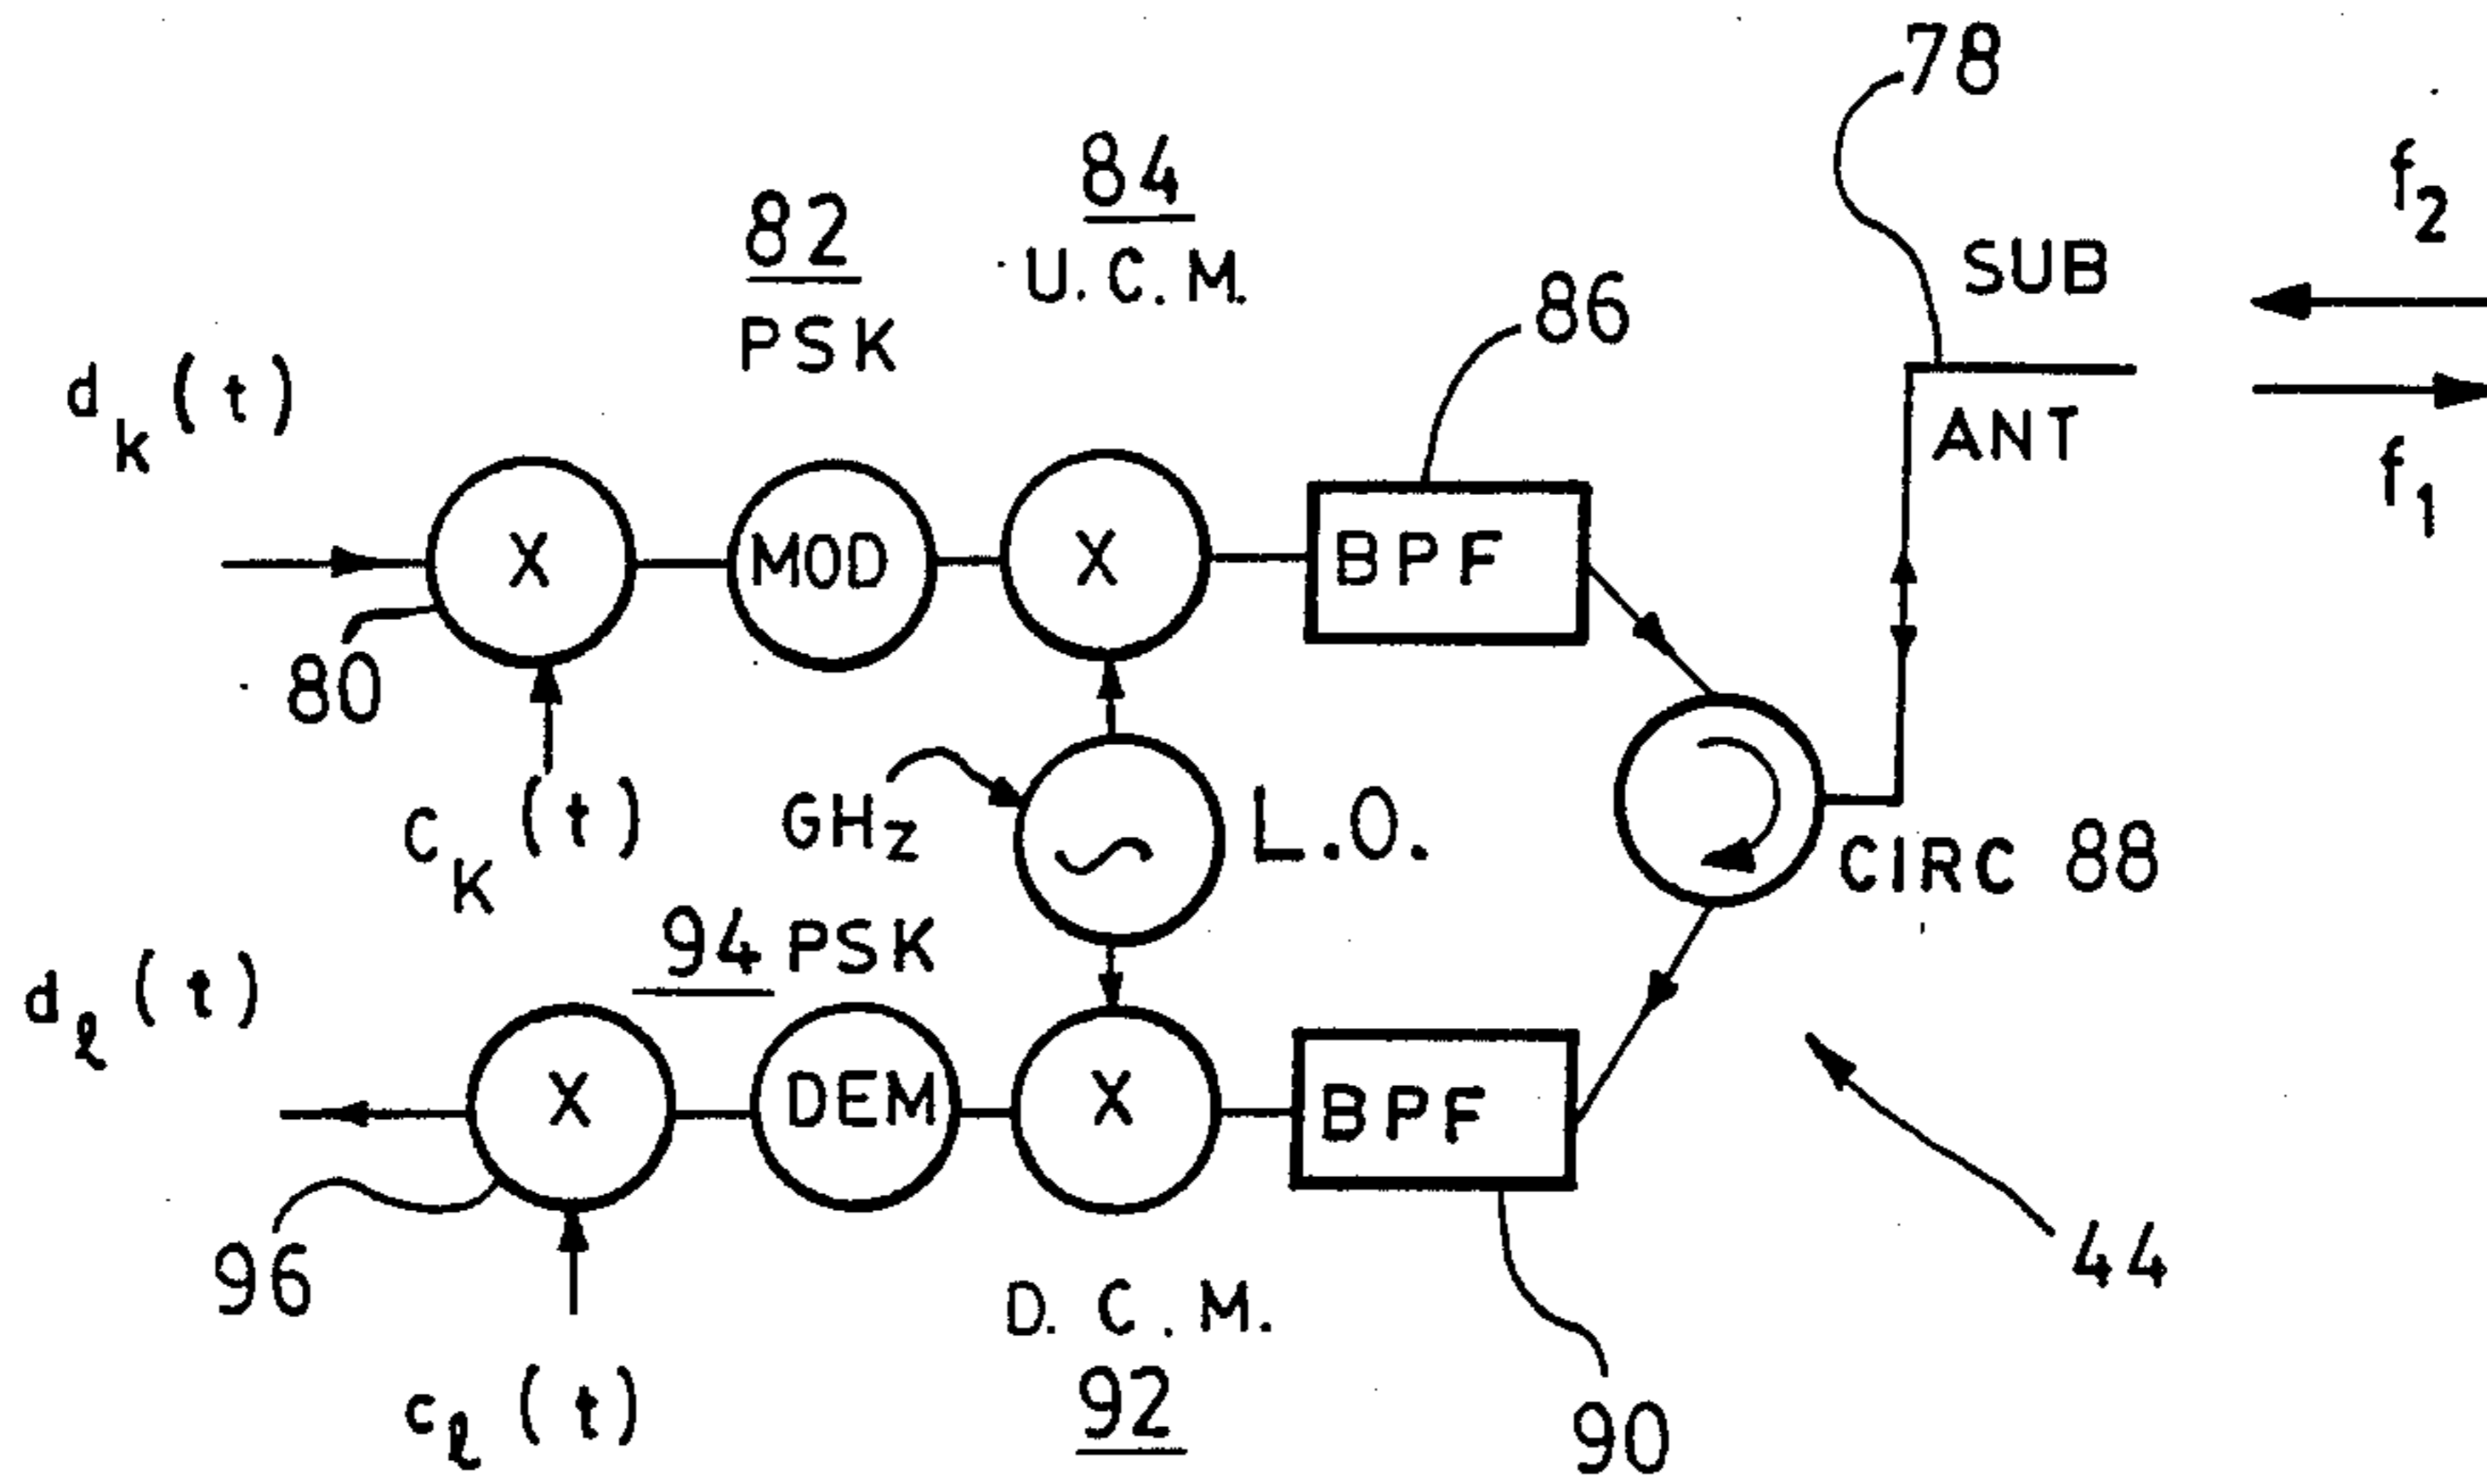 78
84
U.C.M.
f2
82
PSK
SUB
86
dk(t)
ANT
f1
X
MOD
X
BPF
80
CK(t)
GHz
L.O.
CIRC 88
94 PSK
dℓ(t)
X
DEM
X
BPF
96
44
D.C.M.
92
cℓ(t)
90